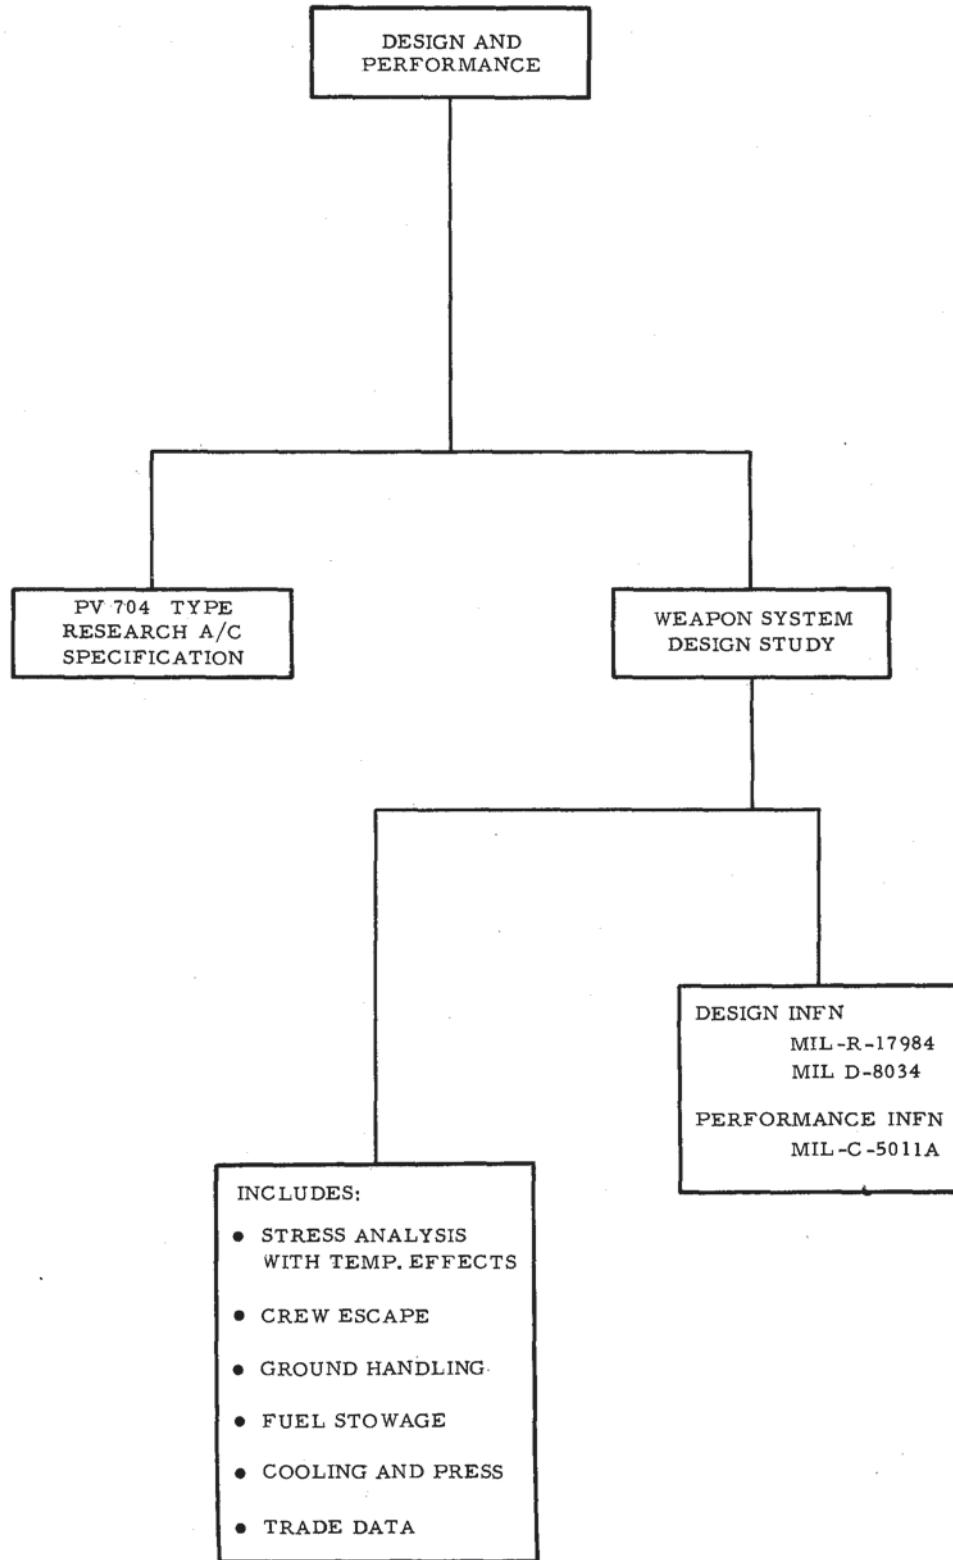 DESIGN AND
PERFORMANCE
PV 704 TYPE
RESEARCH A/C
SPECIFICATION
WEAPON SYSTEM
DESIGN STUDY
DESIGN INFN
MIL-R-17984
MIL D-8034
PERFORMANCE INFN
MIL-C-5011A
INCLUDES:
• STRESS ANALYSIS
WITH TEMP. EFFECTS
• CREW ESCAPE
• GROUND HANDLING
• FUEL STOWAGE
• COOLING AND PRESS
• TRADE DATA